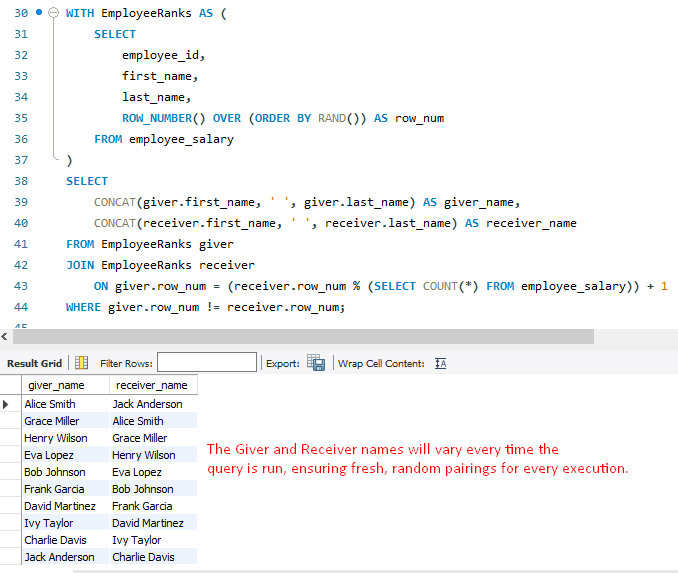 30 WITH EmployeeRanks AS (
31 SELECT
32 employee_id,
33 first_name,
34 last_name,
35 ROW_NUMBER() OVER (ORDER BY RAND()) AS row_num
36 FROM employee_salary
37 )
38 SELECT
39 CONCAT(giver.first_name, ' ', giver.last_name) AS giver_name,
40 CONCAT(receiver.first_name, ' ', receiver.last_name) AS receiver_name
41 FROM EmployeeRanks giver
42 JOIN EmployeeRanks receiver
43 ON giver.row_num = (receiver.row_num % (SELECT COUNT(*) FROM employee_salary)) + 1
44 WHERE giver.row_num != receiver.row_num;
45
Result Grid Filter Rows: Export: Wrap Cell Content: IA
giver_name receiver_name
Alice Smith Jack Anderson
Grace Miller Alice Smith
Henry Wilson Grace Miller
Eva Lopez Henry Wilson
Bob Johnson Eva Lopez
Frank Garcia Bob Johnson
David Martinez Frank Garcia
Ivy Taylor David Martinez
Charlie Davis Ivy Taylor
Jack Anderson Charlie Davis
The Giver and Receiver names will vary every time the
query is run, ensuring fresh, random pairings for every execution.